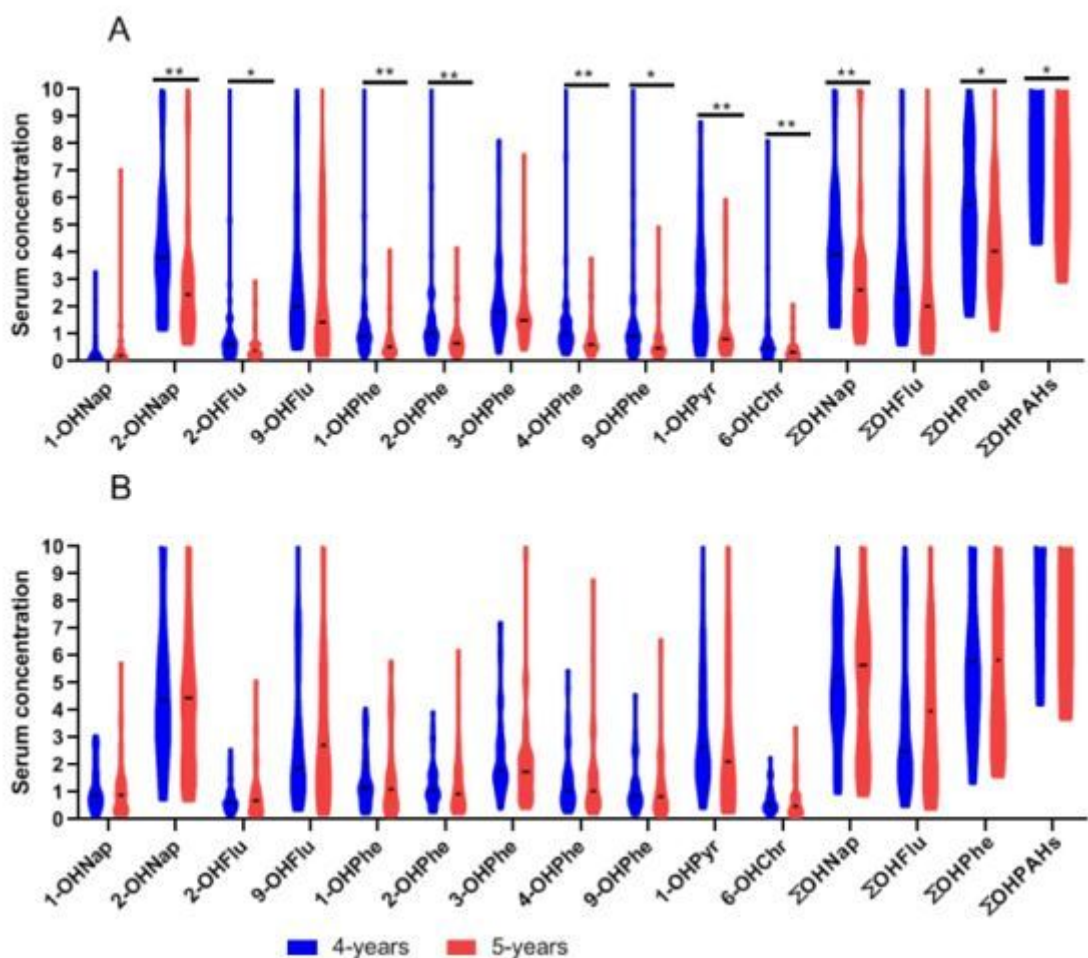 A
** * ** ** ** * ** ** ** * *
Serum concentration
10
9
8
7
6
5
4
3
2
1
0
1-OHNap 2-OHNap 2-OHFlu 9-OHFlu 1-OHPhe 2-OHPhe 3-OHPhe 4-OHPhe 9-OHPhe 1-OHPyr 6-OHChr ΣOHNap ΣOHFlu ΣOHPhe ΣOHPAHs
B
Serum concentration
10
9
8
7
6
5
4
3
2
1
0
1-OHNap 2-OHNap 2-OHFlu 9-OHFlu 1-OHPhe 2-OHPhe 3-OHPhe 4-OHPhe 9-OHPhe 1-OHPyr 6-OHChr ΣOHNap ΣOHFlu ΣOHPhe ΣOHPAHs
4-years 5-years